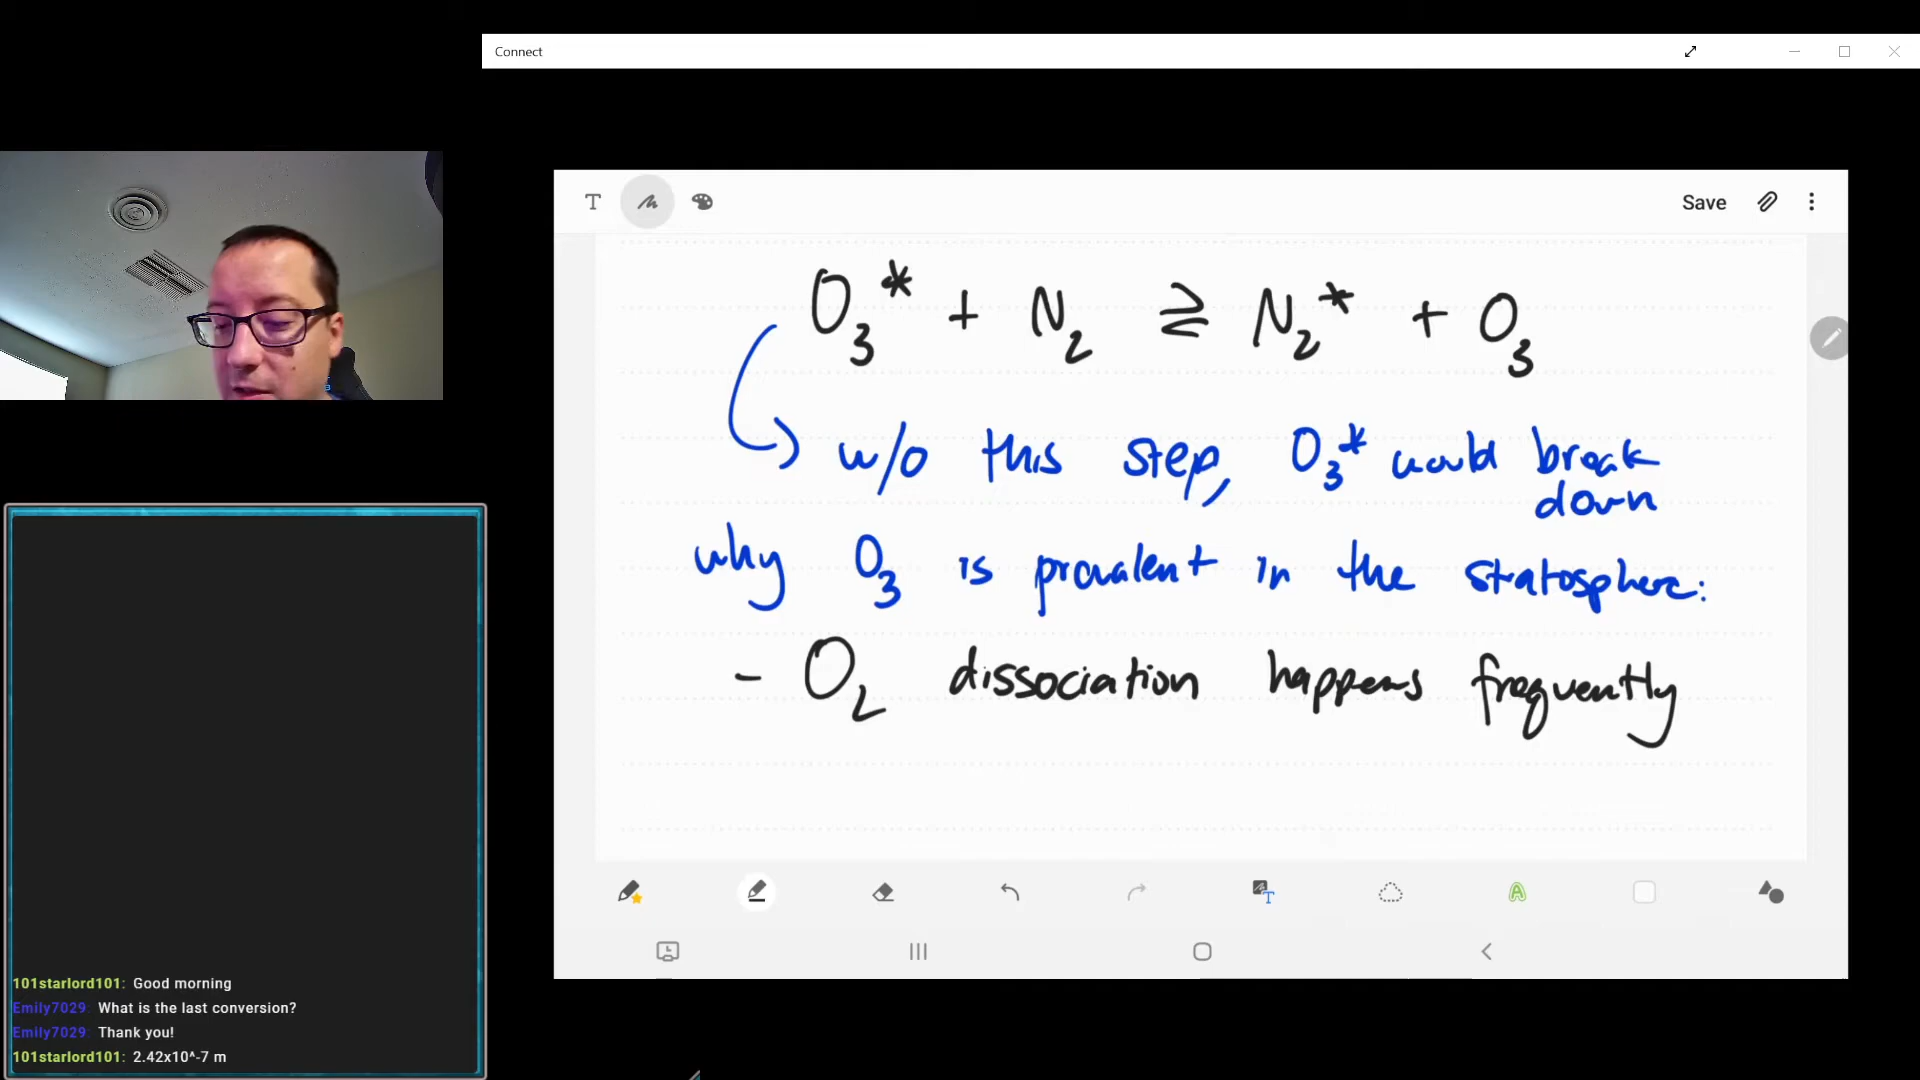 Connect
T
Save
O₃* + N₂ ⇄ N₂* + O₃
w/o this step, O₃* would break down
why O₃ is prevalent in the stratosphere:
- O₂ dissociation happens frequently
T
A
101starlord101: Good morning
Emily7029: What is the last conversion?
Emily7029: Thank you!
101starlord101: 2.42x10^-7 m